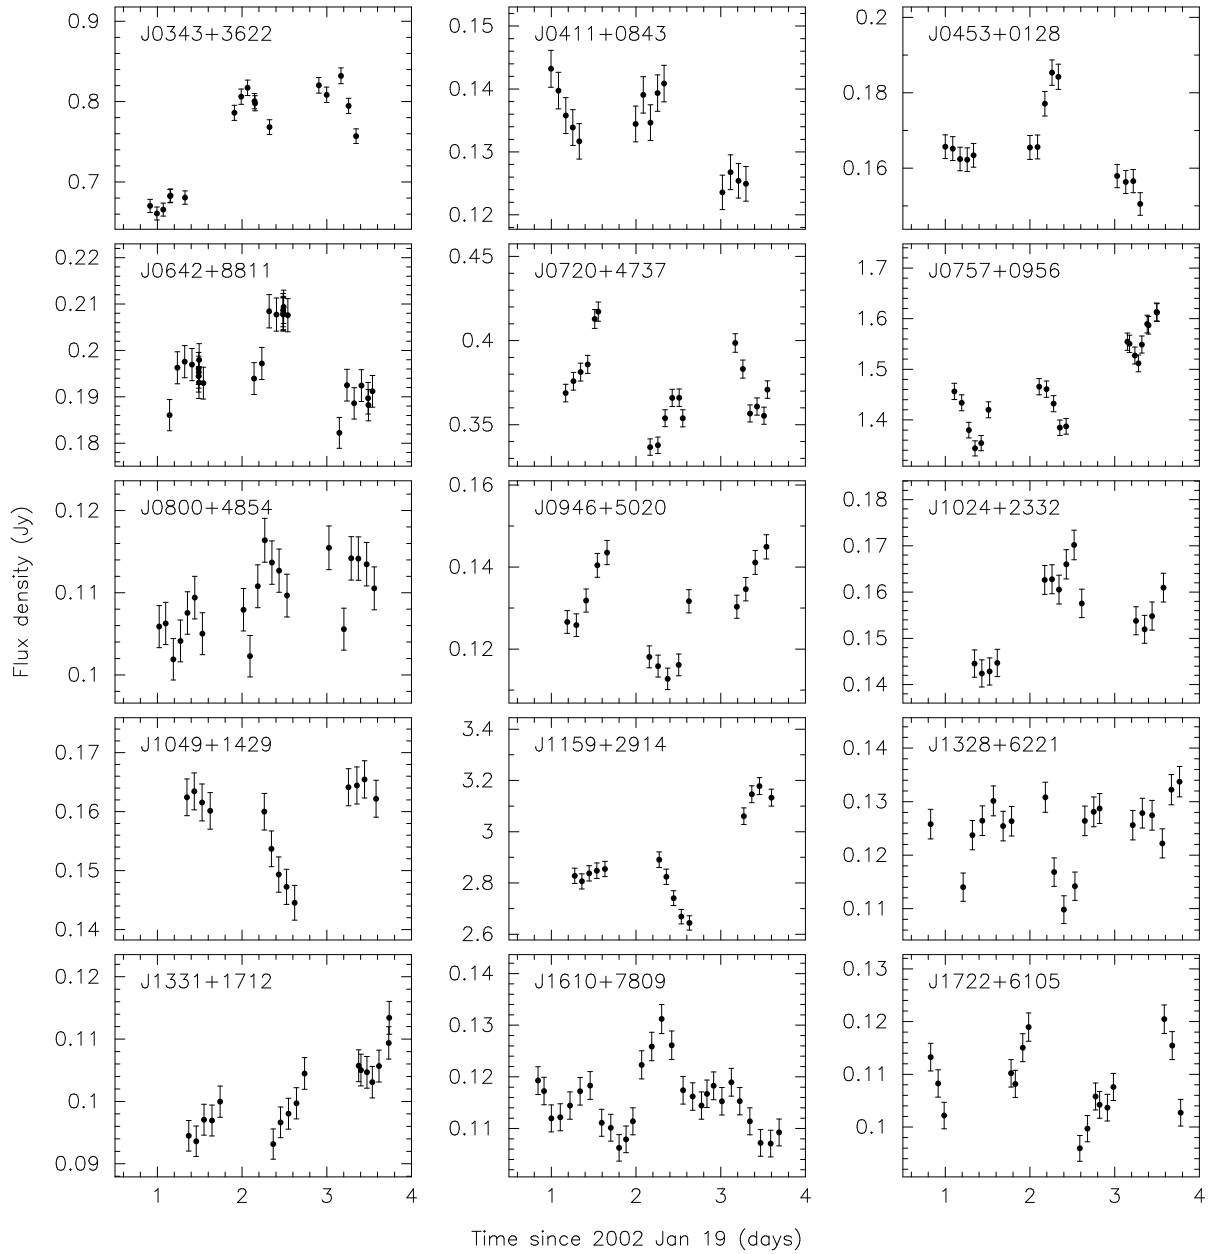 J0343+3622
0.9
0.8
0.7
J0411+0843
0.15
0.14
0.13
0.12
J0453+0128
0.2
0.18
0.16
J0642+8811
0.22
0.21
0.2
0.19
0.18
J0720+4737
0.45
0.4
0.35
J0757+0956
1.7
1.6
1.5
1.4
J0800+4854
0.12
0.11
0.1
J0946+5020
0.16
0.14
0.12
J1024+2332
0.18
0.17
0.16
0.15
0.14
J1049+1429
0.17
0.16
0.15
0.14
J1159+2914
3.4
3.2
3
2.8
2.6
J1328+6221
0.14
0.13
0.12
0.11
J1331+1712
0.12
0.11
0.1
0.09
J1610+7809
0.14
0.13
0.12
0.11
J1722+6105
0.13
0.12
0.11
0.1
1 2 3 4
1 2 3 4
1 2 3 4
Flux density (Jy)
Time since 2002 Jan 19 (days)